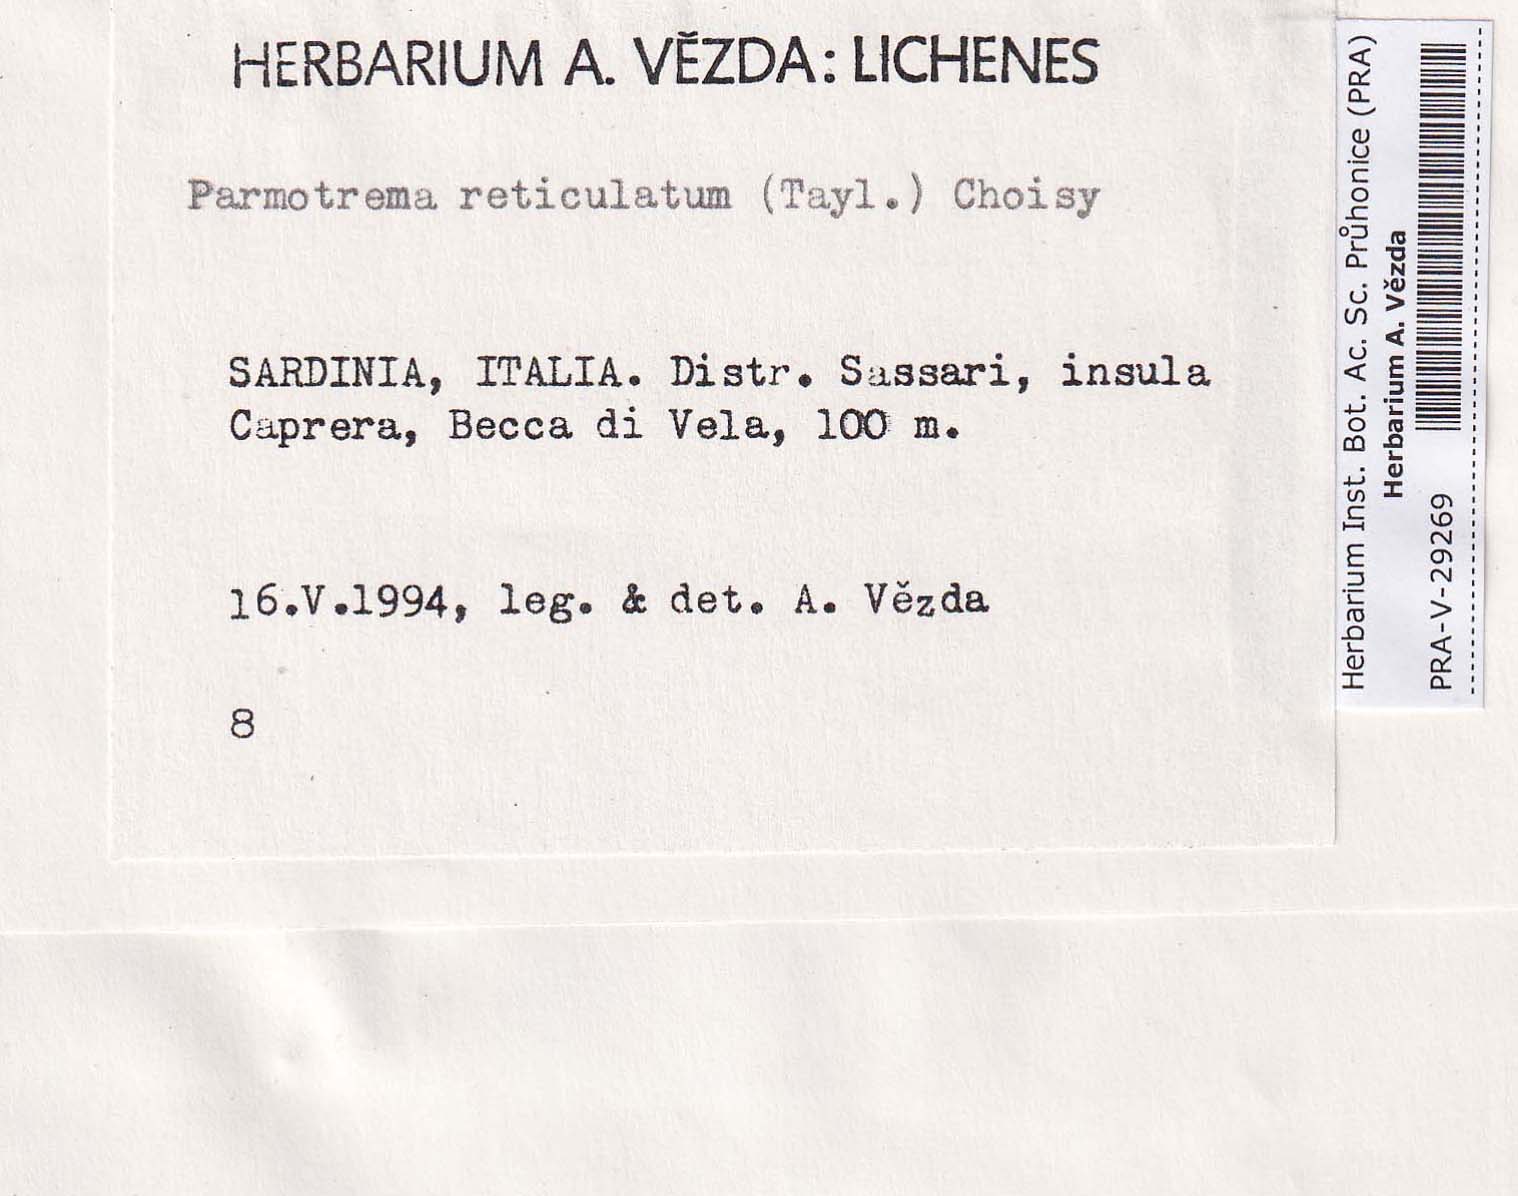 HERBARIUM A. VĚZDA: LICHENES
Parmotrema reticulatum (Tayl.) Choisy
SARDINIA, ITALIA. Distr. Sassari, insula
Caprera, Becca di Vela, 100 m.
16.V.1994, leg. & det. A. Vězda
8
Herbarium Inst. Bot. Ac. Sc. Průhonice (PRA)
Herbarium A. Vězda
PRA-V-29269